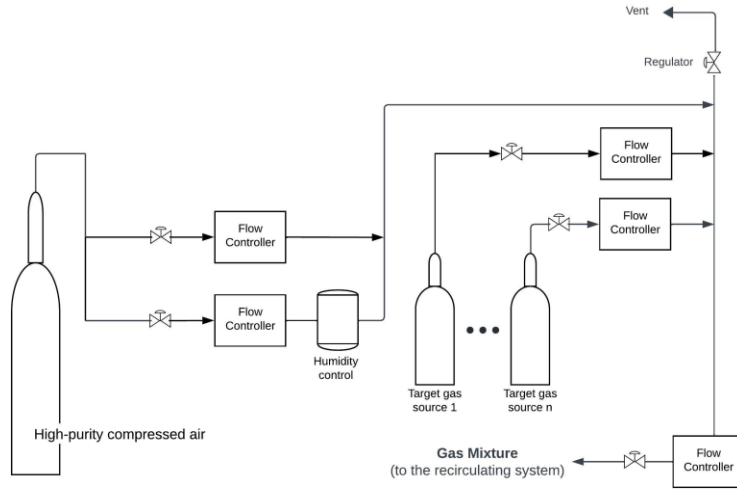 Vent
Regulator
Flow
Controller
Flow
Controller
Flow
Controller
Flow
Controller
Humidity
control
Target gas
source 1
Target gas
source n
High-purity compressed air
Gas Mixture
(to the recirculating system)
Flow
Controller